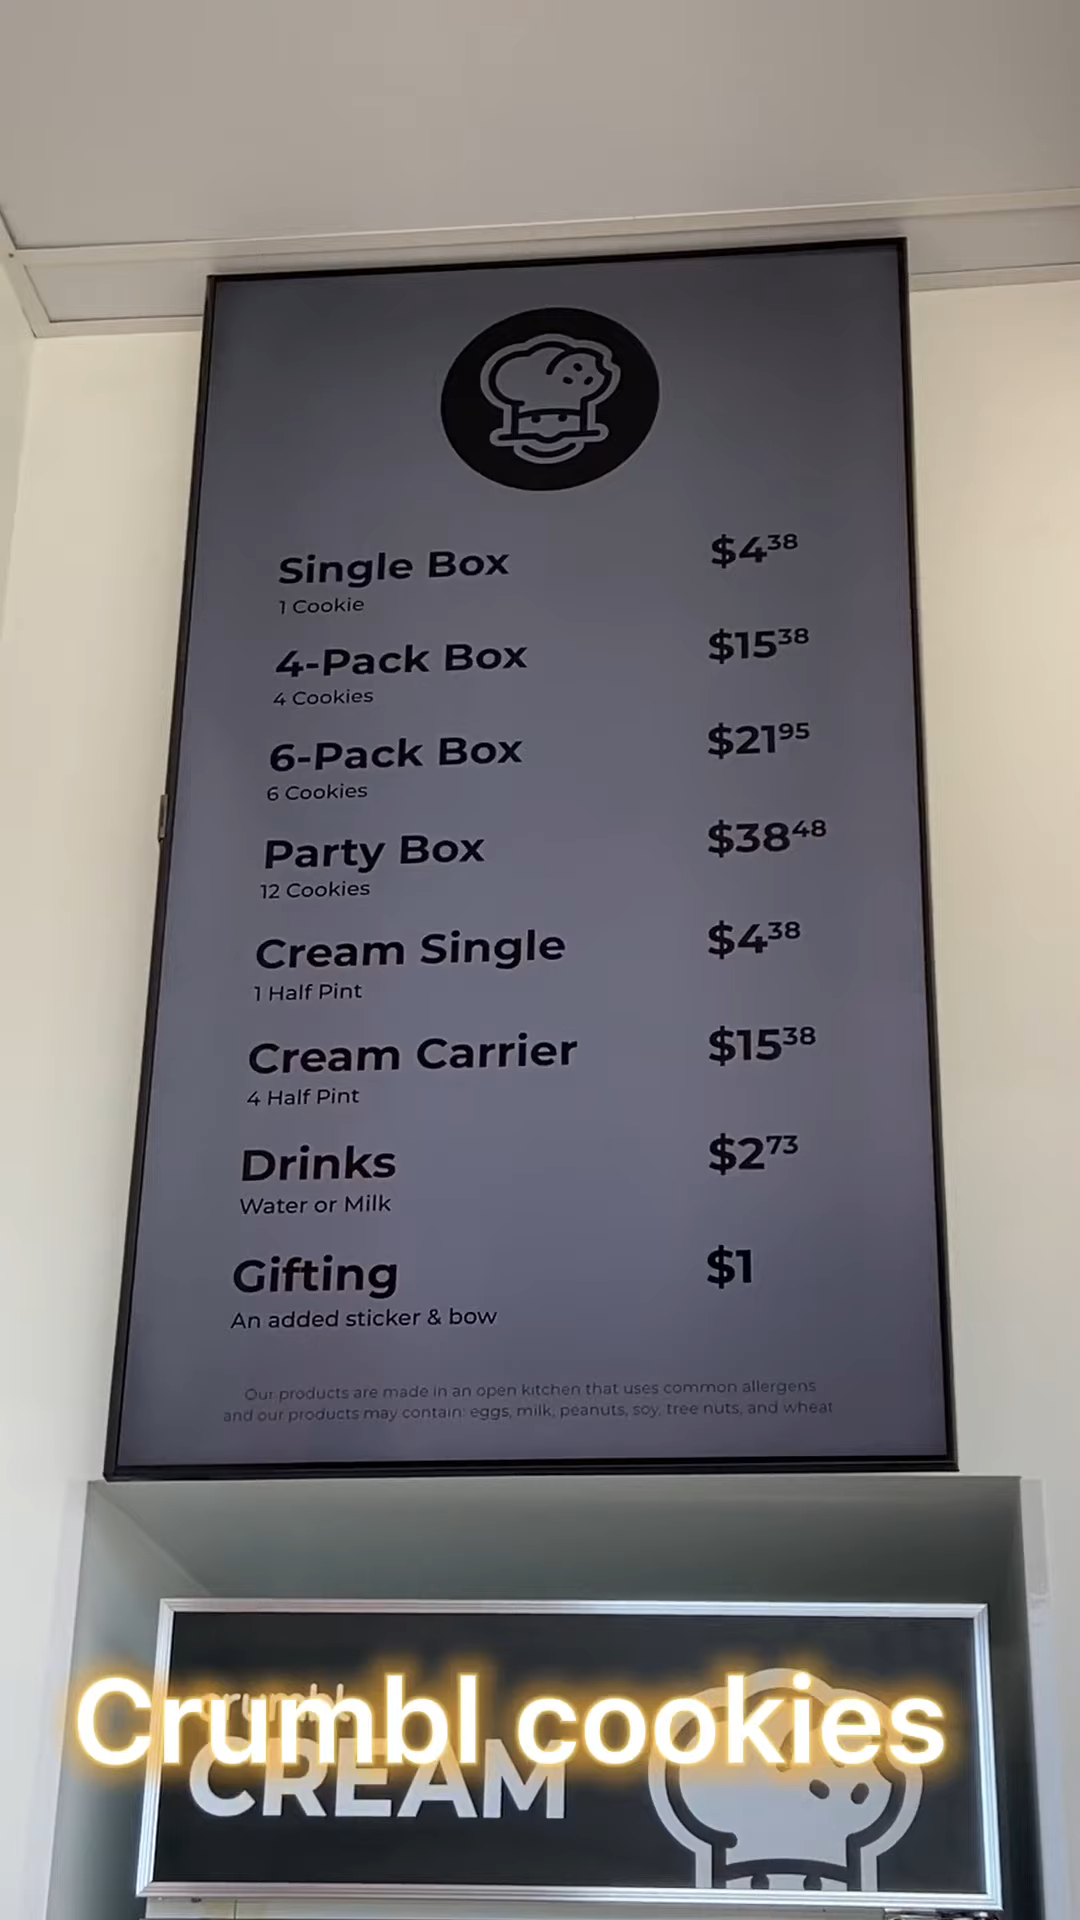 Single Box $4.38
1 Cookie
4-Pack Box $15.38
4 Cookies
6-Pack Box $21.95
6 Cookies
Party Box $38.48
12 Cookies
Cream Single $4.38
1 Half Pint
Cream Carrier $15.38
4 Half Pint
Drinks $2.73
Water or Milk
Gifting $1
An added sticker & bow
Our products are made in an open kitchen that uses common allergens
and our products may contain: eggs, milk, peanuts, soy, tree nuts, and wheat
crumbl
Crumbl cookies
CREAM